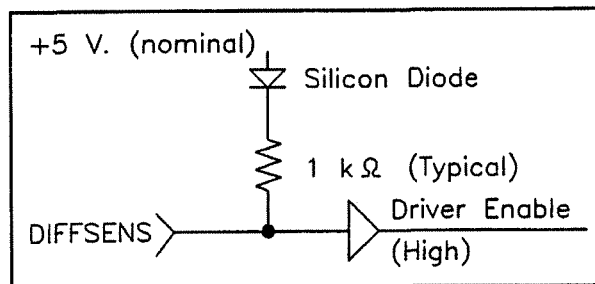 +5 V. (nominal)
Silicon Diode
1 kΩ (Typical)
DIFFSENS
Driver Enable
(High)